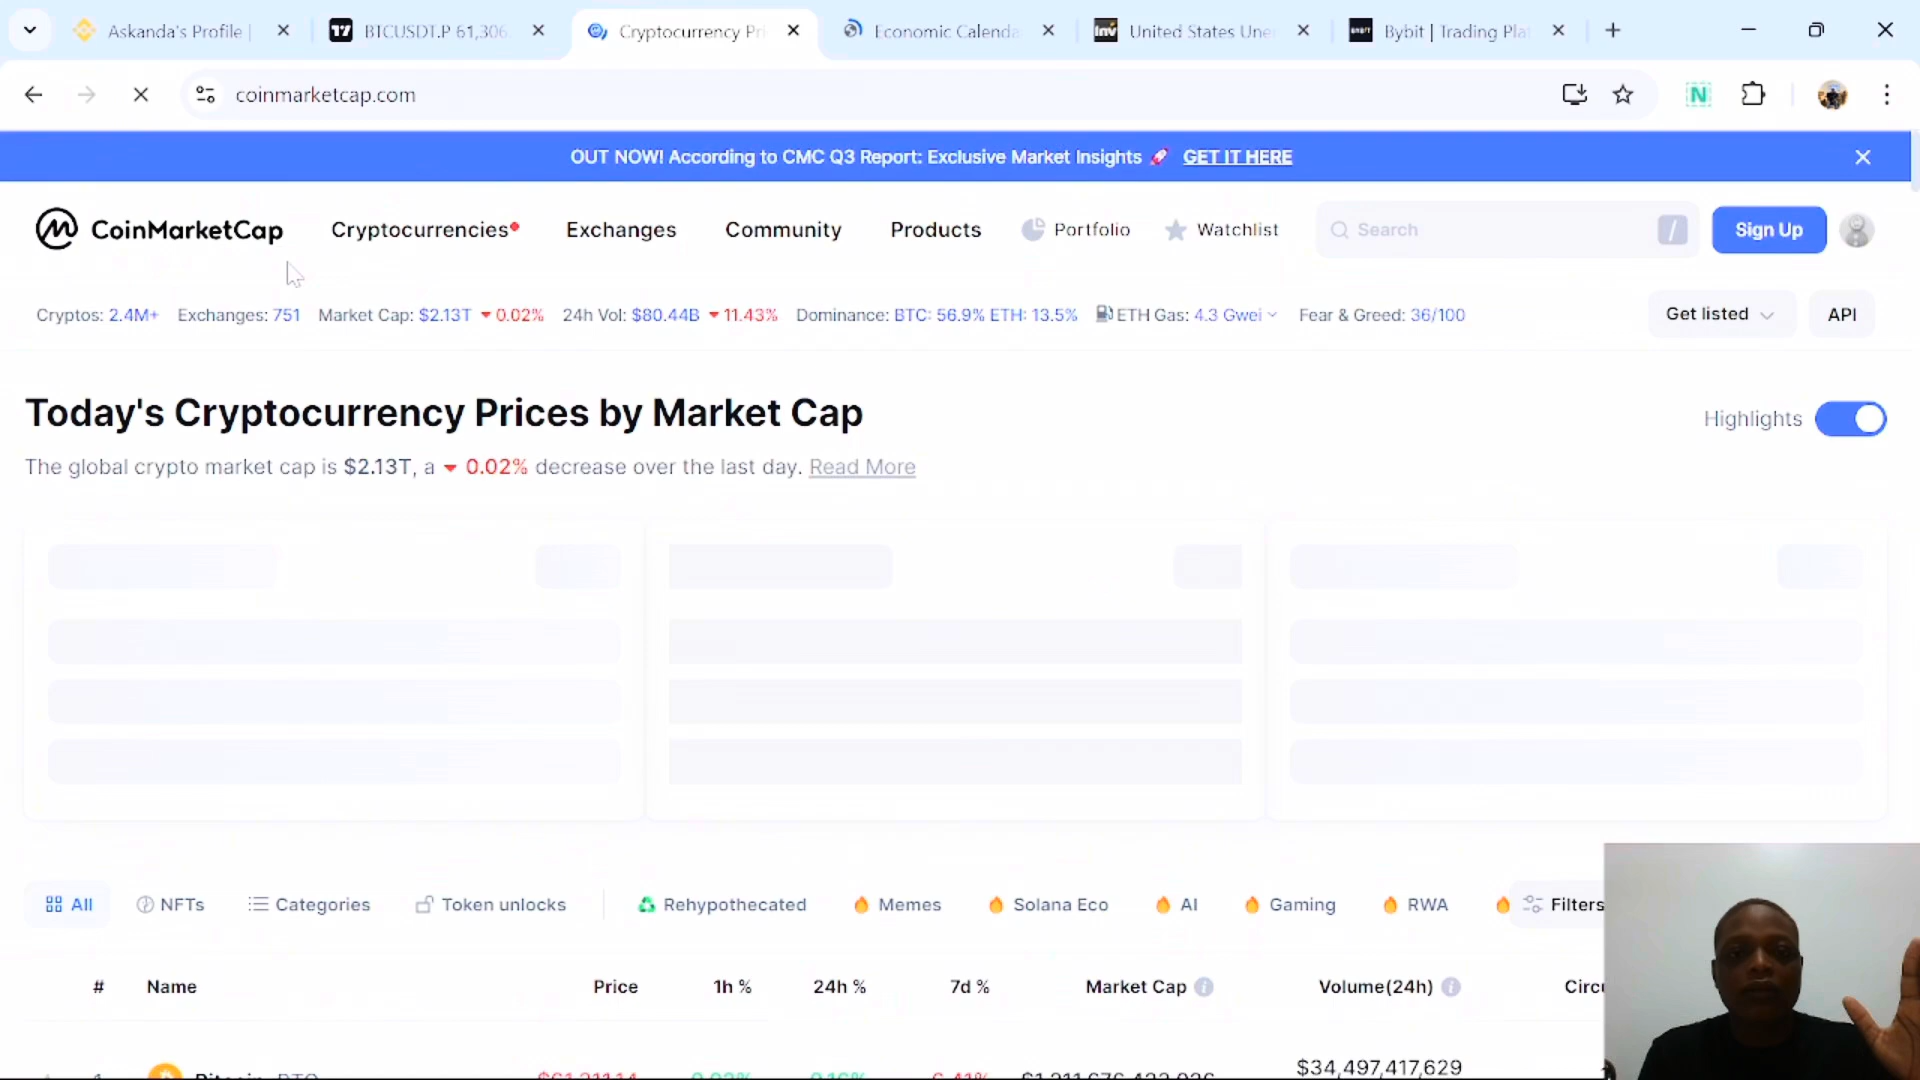 Askanda's Profile |
BTCUSDT.P 61,306.
Cryptocurrency Pri
Economic Calenda
United States Une
Bybit | Trading Pla
coinmarketcap.com
OUT NOW! According to CMC Q3 Report: Exclusive Market Insights 🚀 GET IT HERE
CoinMarketCap Cryptocurrencies Exchanges Community Products Portfolio Watchlist Search / Sign Up
Cryptos: 2.4M+ Exchanges: 751 Market Cap: $2.13T ▼ 0.02% 24h Vol: $80.44B ▼ 11.43% Dominance: BTC: 56.9% ETH: 13.5% ETH Gas: 4.3 Gwei Fear & Greed: 36/100 Get listed API
Today's Cryptocurrency Prices by Market Cap
Highlights
The global crypto market cap is $2.13T, a ▼ 0.02% decrease over the last day. Read More
All NFTs Categories Token unlocks Rehypothecated Memes Solana Eco AI Gaming RWA Filters
# Name Price 1h % 24h % 7d % Market Cap Volume(24h) Circu
$34,497,417,629
1 Bitcoin BTC